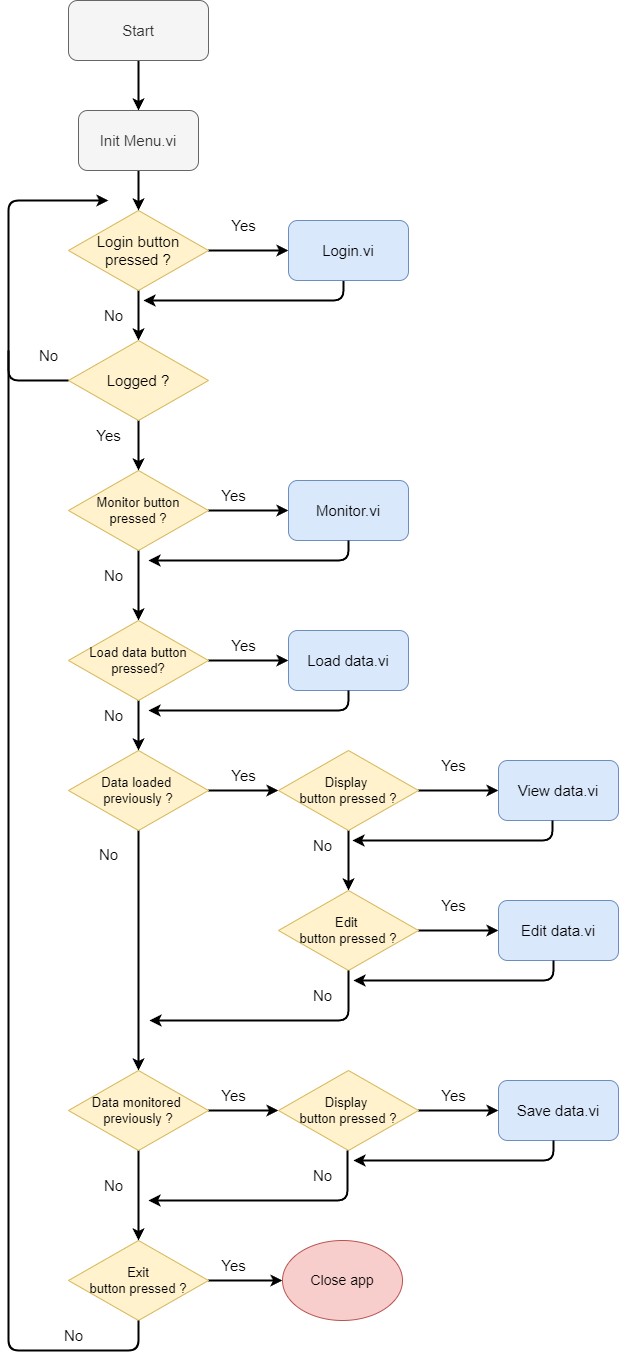 Start
Init Menu.vi
Login button
pressed ?
Yes
Login.vi
No
No
Logged ?
Yes
Monitor button
pressed ?
Yes
Monitor.vi
No
Load data button
pressed?
Yes
Load data.vi
No
Data loaded
previously ?
Yes
Display
button pressed ?
Yes
View data.vi
No
No
Edit
button pressed ?
Yes
Edit data.vi
No
Data monitored
previously ?
Yes
Display
button pressed ?
Yes
Save data.vi
No
No
Exit
button pressed ?
Yes
Close app
No